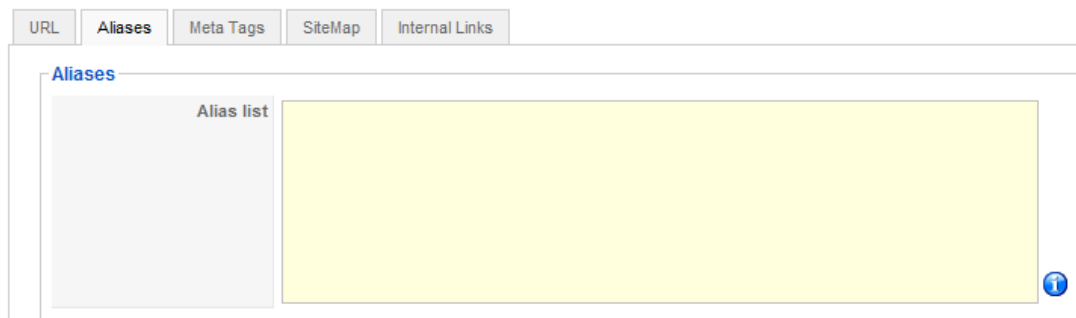 URL Aliases Meta Tags SiteMap Internal Links
Aliases
Alias list